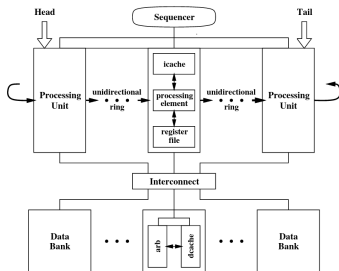 Head
Sequencer
Tail
Processing
Unit
unidirectional
ring
icache
processing
element
register
file
unidirectional
ring
Processing
Unit
Interconnect
Data
Bank
arb
dcache
Data
Bank